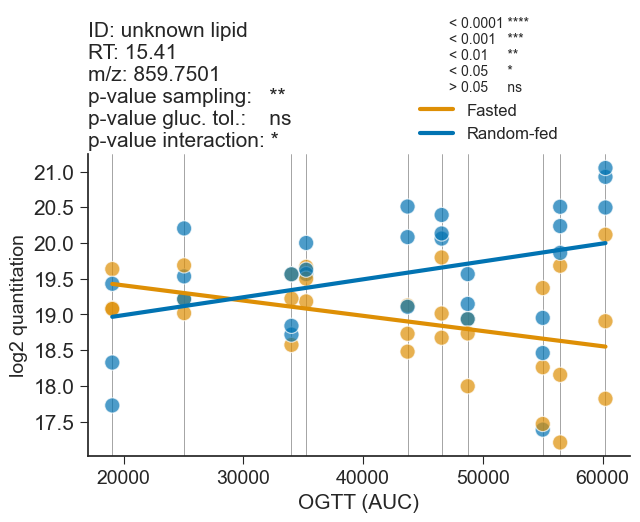 ID: unknown lipid
RT: 15.41
m/z: 859.7501
p-value sampling: **
p-value gluc. tol.: ns
p-value interaction: *
< 0.0001 ****
< 0.001 ***
< 0.01 **
< 0.05 *
> 0.05 ns
Fasted
Random-fed
21.0
20.5
20.0
19.5
19.0
18.5
18.0
17.5
log2 quantitation
20000 30000 40000 50000 60000
OGTT (AUC)